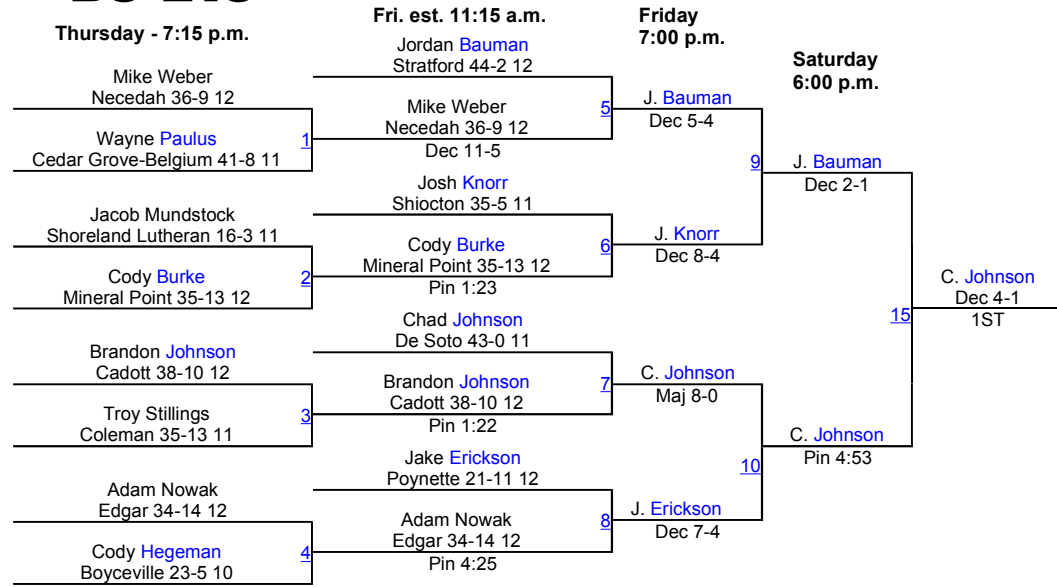 Thursday - 7:15 p.m.
Mike Weber
Necedah 36-9 12
Wayne Paulus
Cedar Grove-Belgium 41-8 11
1
Jacob Mundstock
Shoreland Lutheran 16-3 11
Cody Burke
Mineral Point 35-13 12
2
Brandon Johnson
Cadott 38-10 12
Troy Stillings
Coleman 35-13 11
3
Adam Nowak
Edgar 34-14 12
Cody Hegeman
Boyceville 23-5 10
4
Fri. est. 11:15 a.m.
Jordan Bauman
Stratford 44-2 12
Mike Weber
Necedah 36-9 12
Dec 11-5
5
Josh Knorr
Shiocton 35-5 11
Cody Burke
Mineral Point 35-13 12
Pin 1:23
6
Chad Johnson
De Soto 43-0 11
Brandon Johnson
Cadott 38-10 12
Pin 1:22
7
Jake Erickson
Poynette 21-11 12
Adam Nowak
Edgar 34-14 12
Pin 4:25
8
Friday
7:00 p.m.
J. Bauman
Dec 5-4
9
J. Knorr
Dec 8-4
C. Johnson
Maj 8-0
10
J. Erickson
Dec 7-4
Saturday
6:00 p.m.
J. Bauman
Dec 2-1
15
C. Johnson
Pin 4:53
C. Johnson
Dec 4-1
1ST